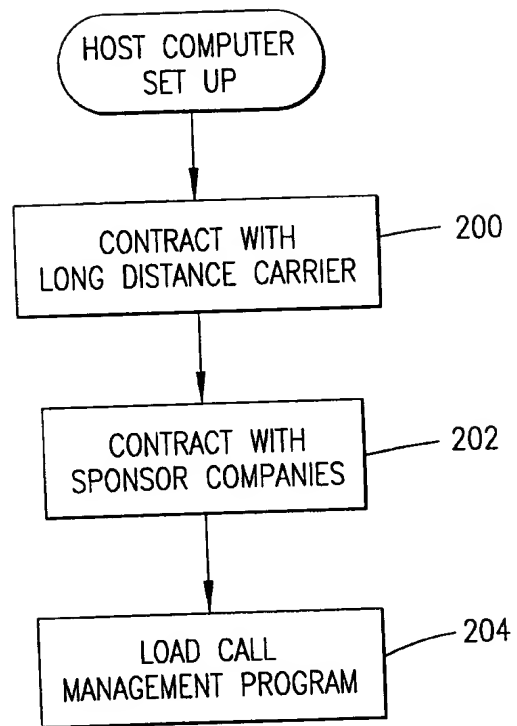 HOST COMPUTER
SET UP
CONTRACT WITH
LONG DISTANCE CARRIER
200
CONTRACT WITH
SPONSOR COMPANIES
202
LOAD CALL
MANAGEMENT PROGRAM
204